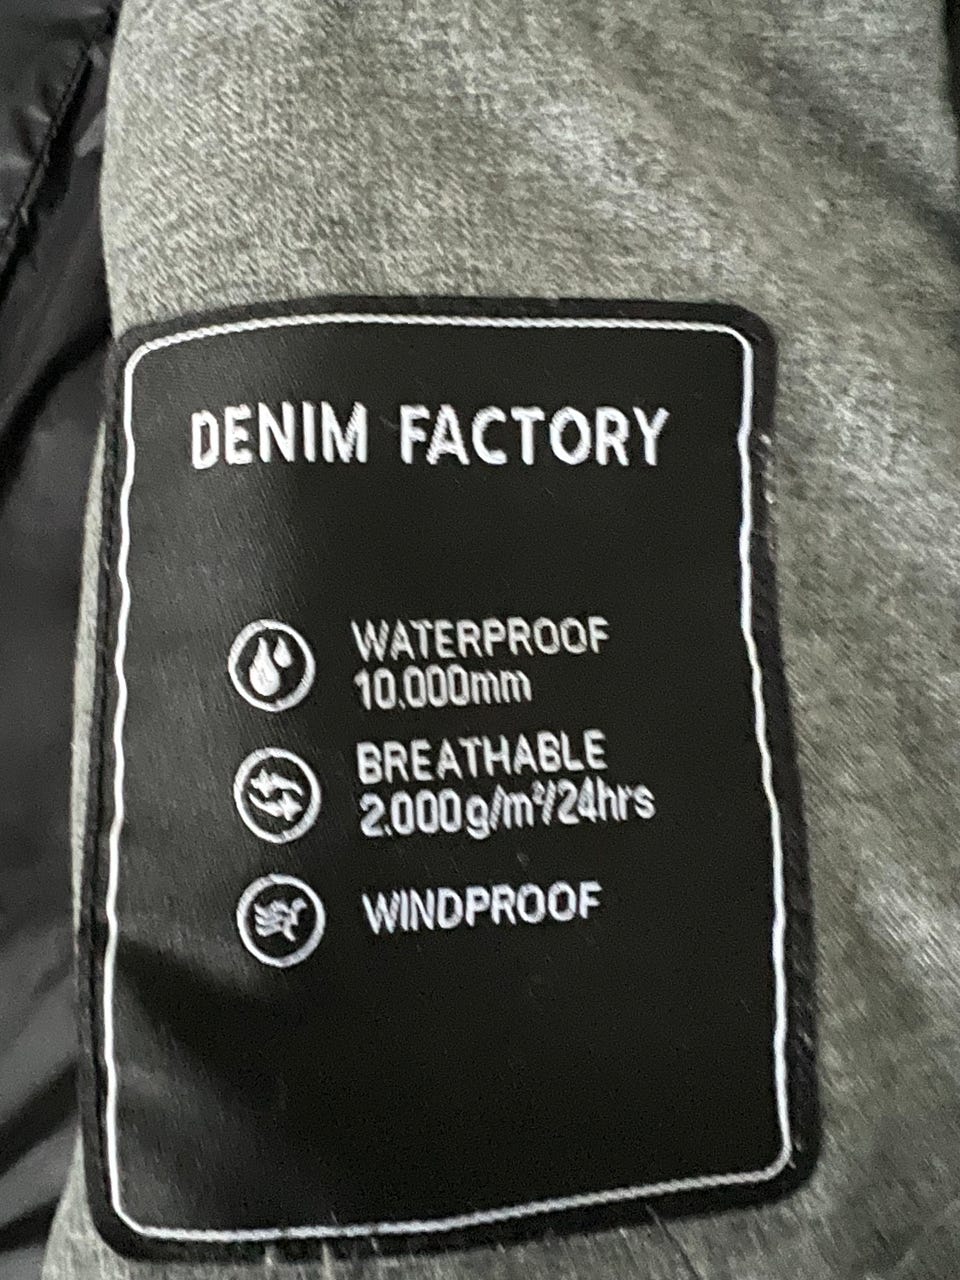 DENIM FACTORY
WATERPROOF
10.000mm
BREATHABLE
2.000g/m²/24hrs
WINDPROOF